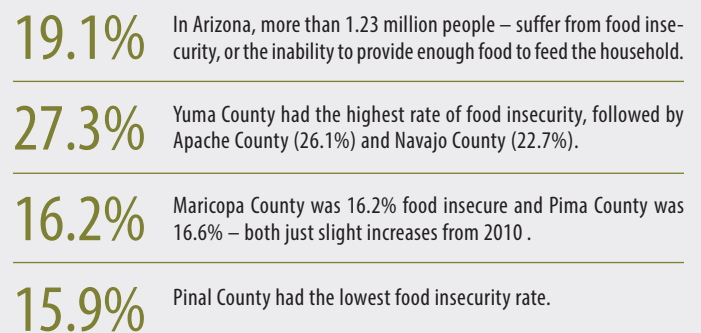 19.1%
In Arizona, more than 1.23 million people – suffer from food inse-
curity, or the inability to provide enough food to feed the household.
27.3%
Yuma County had the highest rate of food insecurity, followed by
Apache County (26.1%) and Navajo County (22.7%).
16.2%
Maricopa County was 16.2% food insecure and Pima County was
16.6% – both just slight increases from 2010 .
15.9%
Pinal County had the lowest food insecurity rate.